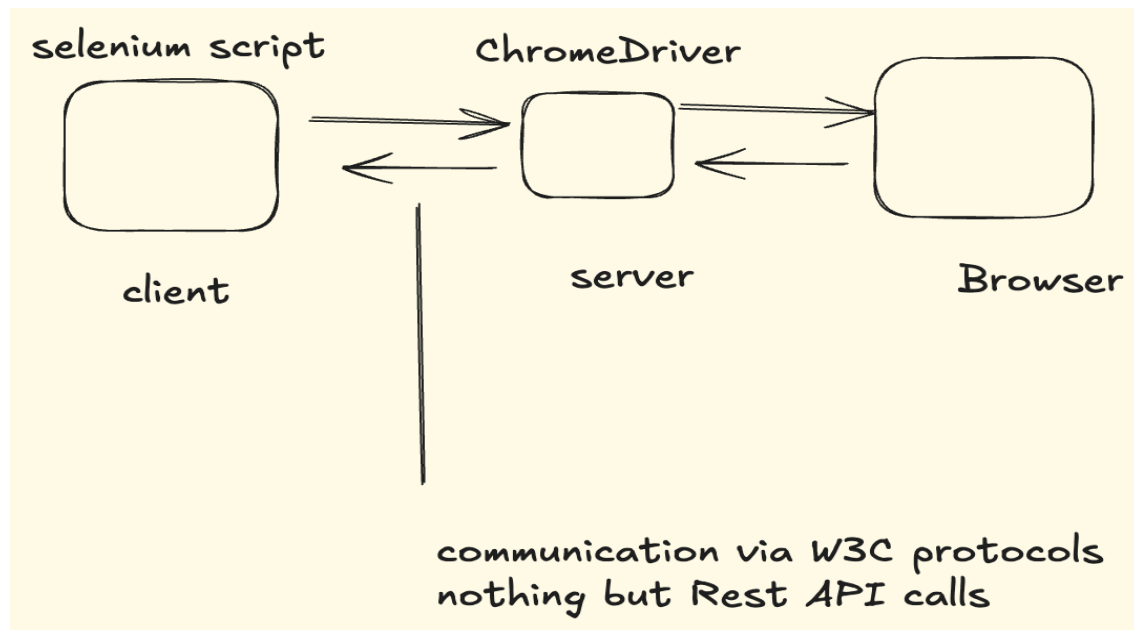 selenium script
ChromeDriver
client
server
Browser
communication via W3C protocols
nothing but Rest API calls